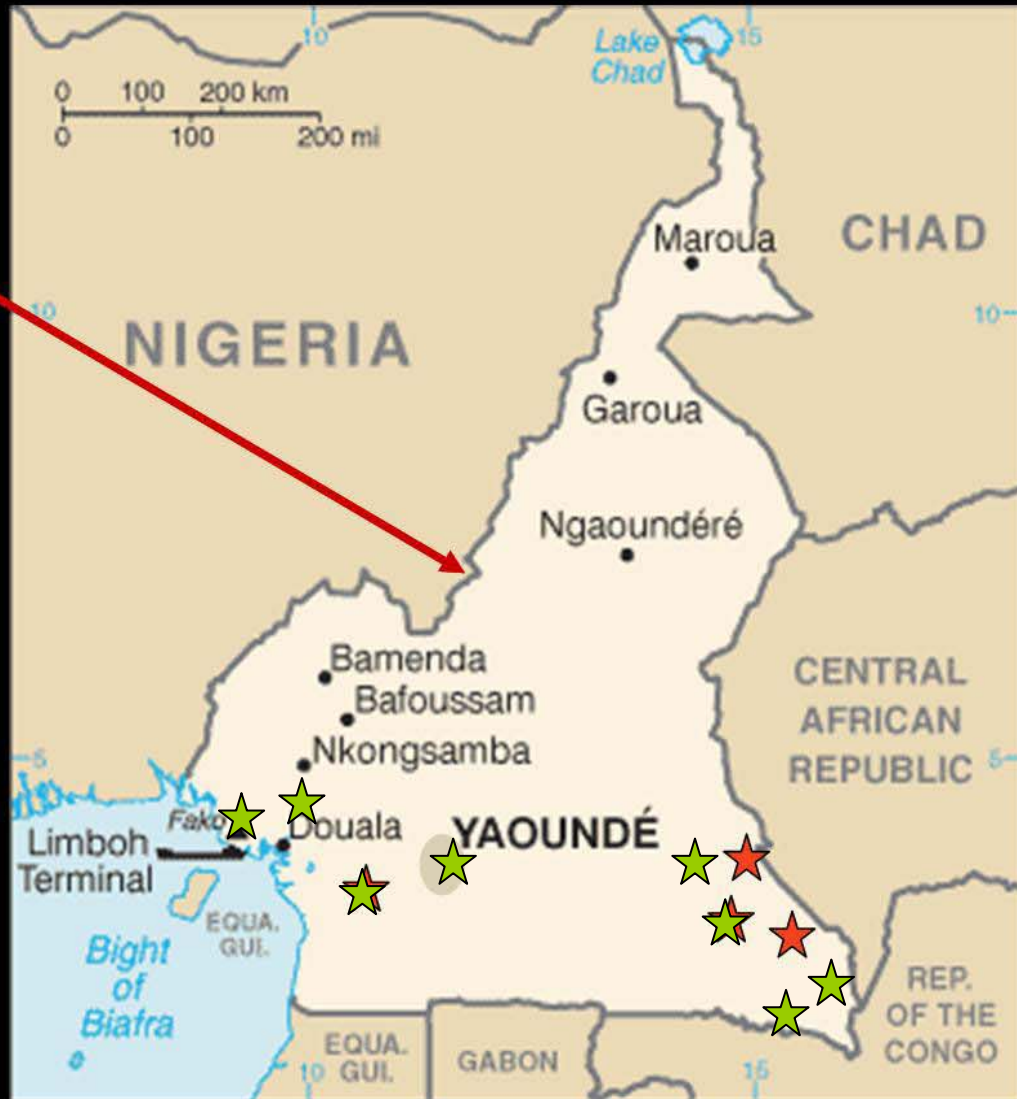 10
15
Lake
Chad
0 100 200 km
0 100 200 mi
Maroua
CHAD
10
10
NIGERIA
Garoua
Ngaoundéré
Bamenda
CENTRAL
AFRICAN
REPUBLIC
Bafoussam
Nkongsamba
5
5
Fako
Douala
YAOUNDÉ
Limboh
Terminal
EQUA.
GUI.
Bight
of
Biafra
REP.
OF THE
CONGO
EQUA.
GUI.
GABON
10
15